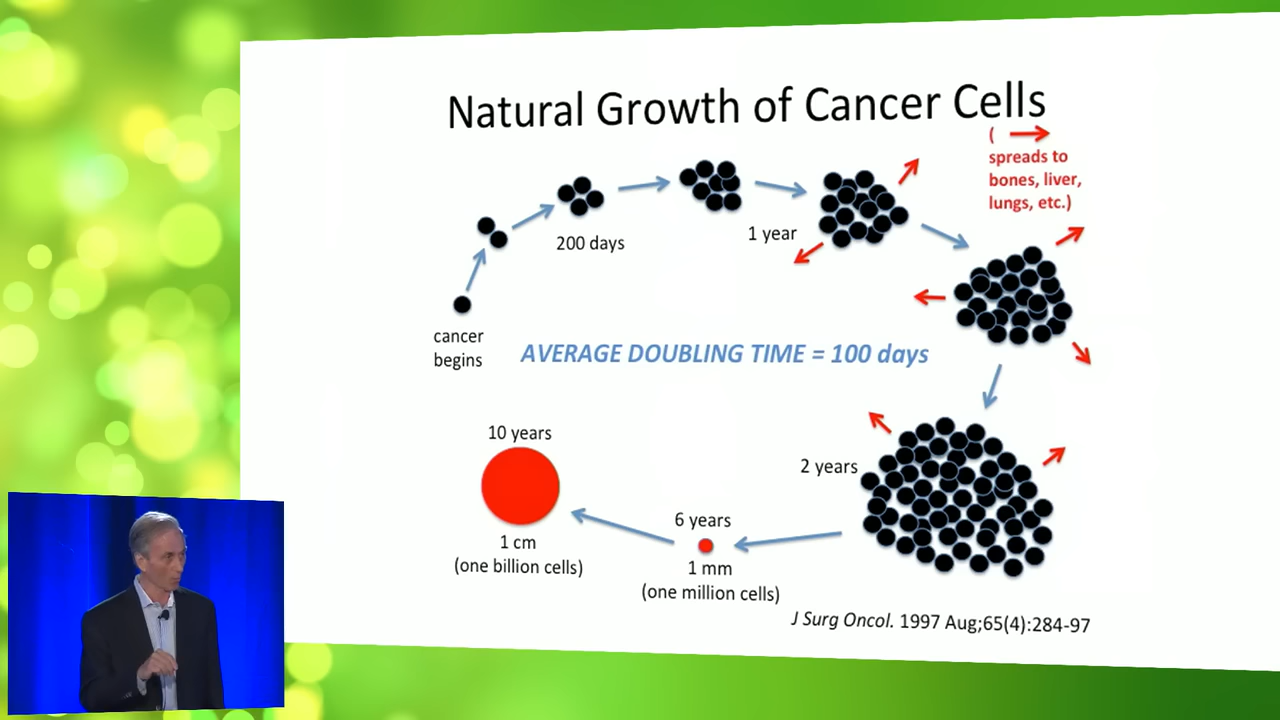 Natural Growth of Cancer Cells
(
spreads to
bones, liver,
lungs, etc.)
200 days
1 year
cancer
begins
AVERAGE DOUBLING TIME = 100 days
10 years
2 years
6 years
1 cm
(one billion cells)
1 mm
(one million cells)
J Surg Oncol. 1997 Aug;65(4):284-97